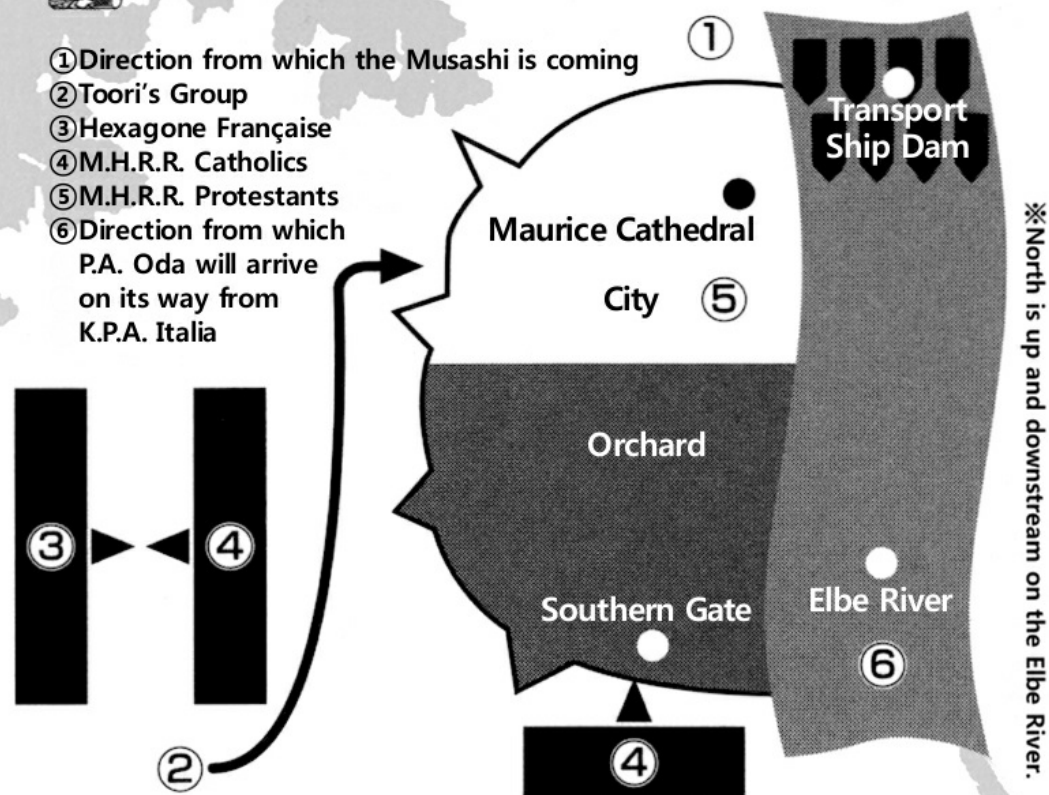 ①Direction from which the Musashi is coming
②Toori's Group
③Hexagone Française
④M.H.R.R. Catholics
⑤M.H.R.R. Protestants
⑥Direction from which
P.A. Oda will arrive
on its way from
K.P.A. Italia
①
Transport
Ship Dam
Maurice Cathedral
City ⑤
Orchard
③
④
Southern Gate
Elbe River
⑥
②
④
※North is up and downstream on the Elbe River.